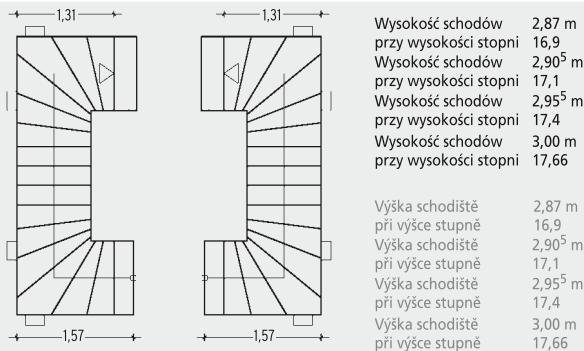 1,31
1,31
1,57
1,57
Wysokość schodów 2,87 m
przy wysokości stopni 16,9
Wysokość schodów 2,90⁵ m
przy wysokości stopni 17,1
Wysokość schodów 2,95⁵ m
przy wysokości stopni 17,4
Wysokość schodów 3,00 m
przy wysokości stopni 17,66
Výška schodiště 2,87 m
při výšce stupně 16,9
Výška schodiště 2,90⁵ m
při výšce stupně 17,1
Výška schodiště 2,95⁵ m
při výšce stupně 17,4
Výška schodiště 3,00 m
při výšce stupně 17,66